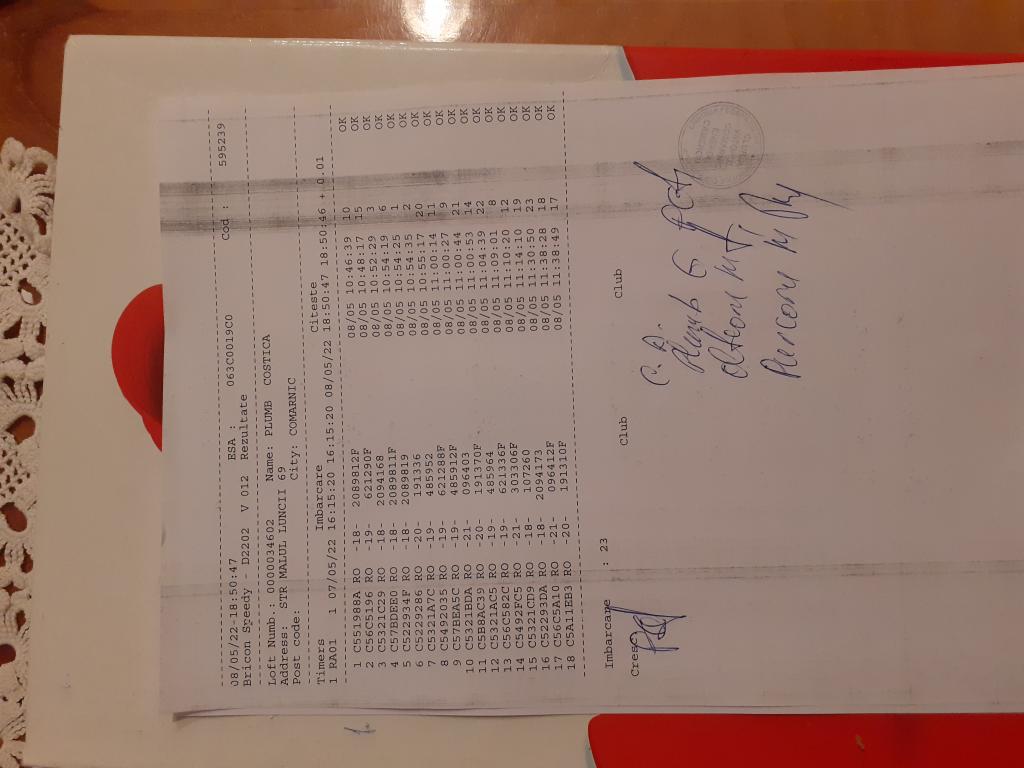 08/05/22-18:50:47 ESA : 063C0019C0 Cod : 595239
Bricon Speedy - D2202 V 012 Rezultate
Loft Numb.: 0000034602 Name: PLUMB COSTICA
Address: STR MALUL LUNCII 69
Post code: City: COMARNIC
Timers Imbarcare Citeste
1 RA01 1 07/05/22 16:15:20 16:15:20 08/05/22 18:50:47 18:50:46 + 0.01
OK
1 C551988A RO -18- 2089812F 08/05 10:46:39 10 OK
2 C56C5196 RO -19- 621290F 08/05 10:48:17 15 OK
3 C5321C29 RO -18- 2094168 08/05 10:52:29 3 OK
4 C57BDEE0 RO -18- 2089811F 08/05 10:54:19 6 OK
5 C522934F RO -18- 2089819 08/05 10:54:25 1 OK
6 C5229286 RO -20- 191336 08/05 10:54:35 2 OK
7 C5321A7C RO -19- 485952 08/05 10:55:17 20 OK
8 C5492035 RO -19- 621288F 08/05 11:00:14 11 OK
9 C57BEA5C RO -19- 485912F 08/05 11:00:27 9 OK
10 C5321BDA RO -21- 096403 08/05 11:00:44 21 OK
11 C5B8AC39 RO -20- 191370F 08/05 11:00:53 14 OK
12 C5321AC5 RO -19- 485964 08/05 11:04:39 22 OK
13 C56C582C RO -19- 621336F 08/05 11:09:01 8 OK
14 C5492FC5 RO -21- 303306F 08/05 11:10:20 12 OK
15 C5321CD9 RO -18- 107260 08/05 11:14:10 19 OK
16 C52293DA RO -18- 2094173 08/05 11:30:50 23 OK
17 C56C5A10 RO -21- 096412F 08/05 11:38:28 18 OK
18 C5A11EB3 RO -20- 191310F 08/05 11:38:49 17 OK
Imbarcare : 23
Club Club
C. D.
Plumb G